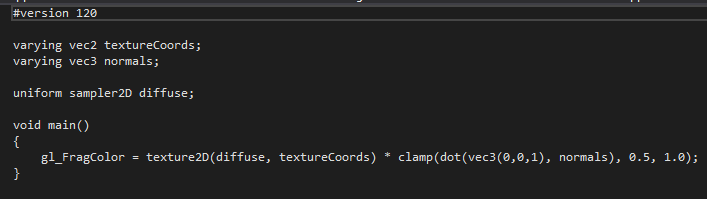 #version 120
varying vec2 textureCoords;
varying vec3 normals;
uniform sampler2D diffuse;
void main()
{
gl_FragColor = texture2D(diffuse, textureCoords) * clamp(dot(vec3(0,0,1), normals), 0.5, 1.0);
}